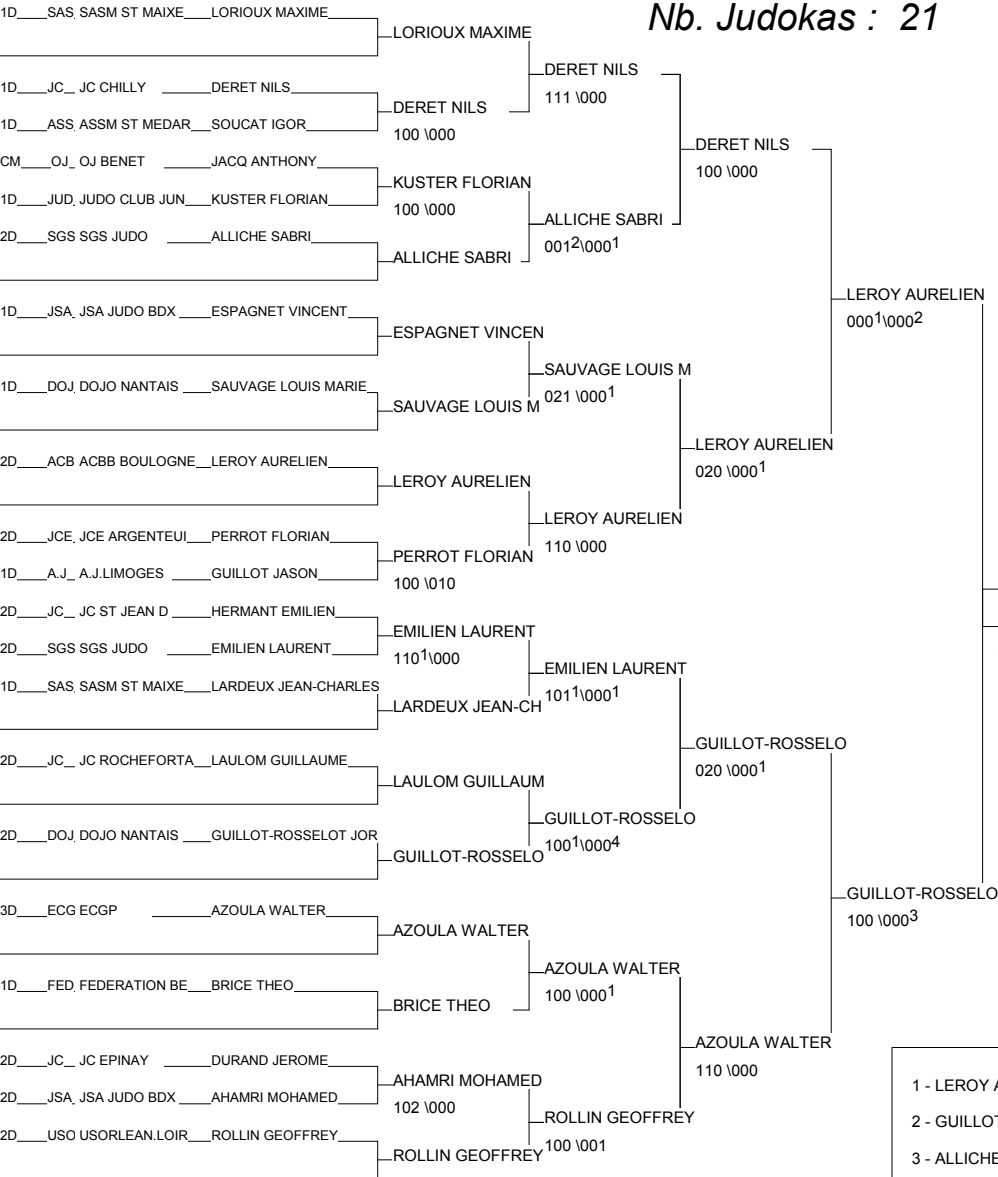 Nb. Judokas : 21
1D SAS SASM ST MAIXE LORIOUX MAXIME
1D JC_ JC CHILLY DERET NILS
1D ASS ASSM ST MEDAR SOUCAT IGOR
CM OJ_ OJ BENET JACQ ANTHONY
1D JUD JUDO CLUB JUN KUSTER FLORIAN
2D SGS SGS JUDO ALLICHE SABRI
1D JSA JSA JUDO BDX ESPAGNET VINCENT
1D DOJ DOJO NANTAIS SAUVAGE LOUIS MARIE
2D ACB ACBB BOULOGNE LEROY AURELIEN
2D JCE JCE ARGENTEUI PERROT FLORIAN
1D A.J_ A.J.LIMOGES GUILLOT JASON
2D JC_ JC ST JEAN D HERMANT EMILIEN
2D SGS SGS JUDO EMILIEN LAURENT
1D SAS SASM ST MAIXE LARDEUX JEAN-CHARLES
2D JC_ JC ROCHEFORTA LAULOM GUILLAUME
2D DOJ DOJO NANTAIS GUILLOT-ROSSELOT JOR
3D ECG ECGP AZOULA WALTER
1D FED FEDERATION BE BRICE THEO
2D JC_ JC EPINAY DURAND JEROME
2D JSA JSA JUDO BDX AHAMRI MOHAMED
2D USO USORLEAN.LOIR ROLLIN GEOFFREY
LORIOUX MAXIME
DERET NILS
100 \000
KUSTER FLORIAN
100 \000
ALLICHE SABRI
ESPAGNET VINCEN
SAUVAGE LOUIS M
LEROY AURELIEN
PERROT FLORIAN
100 \010
EMILIEN LAURENT
110¹\000
LARDEUX JEAN-CH
LAULOM GUILLAUM
GUILLOT-ROSSELO
AZOULA WALTER
BRICE THEO
AHAMRI MOHAMED
102 \000
ROLLIN GEOFFREY
DERET NILS
111 \000
ALLICHE SABRI
001²\000¹
SAUVAGE LOUIS M
021 \000¹
LEROY AURELIEN
110 \000
EMILIEN LAURENT
101¹\000¹
GUILLOT-ROSSELO
100¹\000⁴
AZOULA WALTER
100 \000¹
ROLLIN GEOFFREY
100 \001
DERET NILS
100 \000
LEROY AURELIEN
020 \000¹
GUILLOT-ROSSELO
020 \000¹
AZOULA WALTER
110 \000
LEROY AURELIEN
000¹\000²
GUILLOT-ROSSELO
100 \000³
1 - LEROY A
2 - GUILLOT
3 - ALLICHE